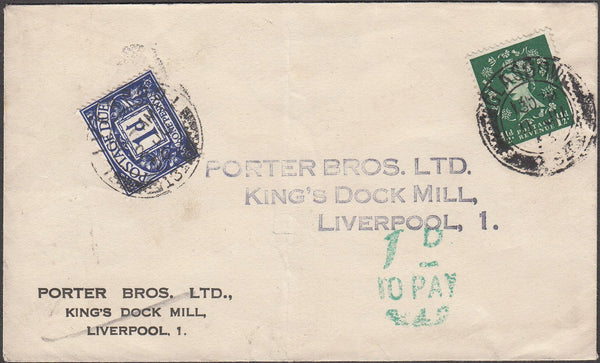 POSTAGE DUE
1D
POSTAGE REVENUE
PORTER BROS. LTD.
KING'S DOCK MILL,
LIVERPOOL, 1.
1D
TO PAY
PORTER BROS. LTD.,
KING'S DOCK MILL,
LIVERPOOL, 1.